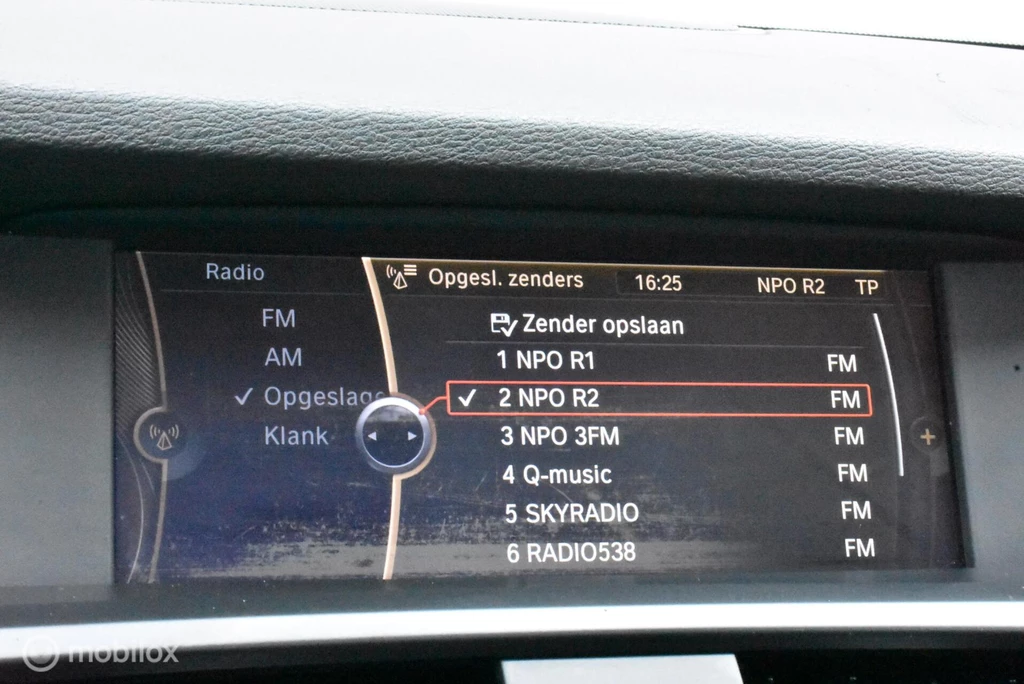 Radio
FM
AM
✓ Opgeslage
Klank
Opgesl. zenders 16:25 NPO R2 TP
Zender opslaan
1 NPO R1 FM
✓ 2 NPO R2 FM
3 NPO 3FM FM
4 Q-music FM
5 SKYRADIO FM
6 RADIO538 FM
mobilox